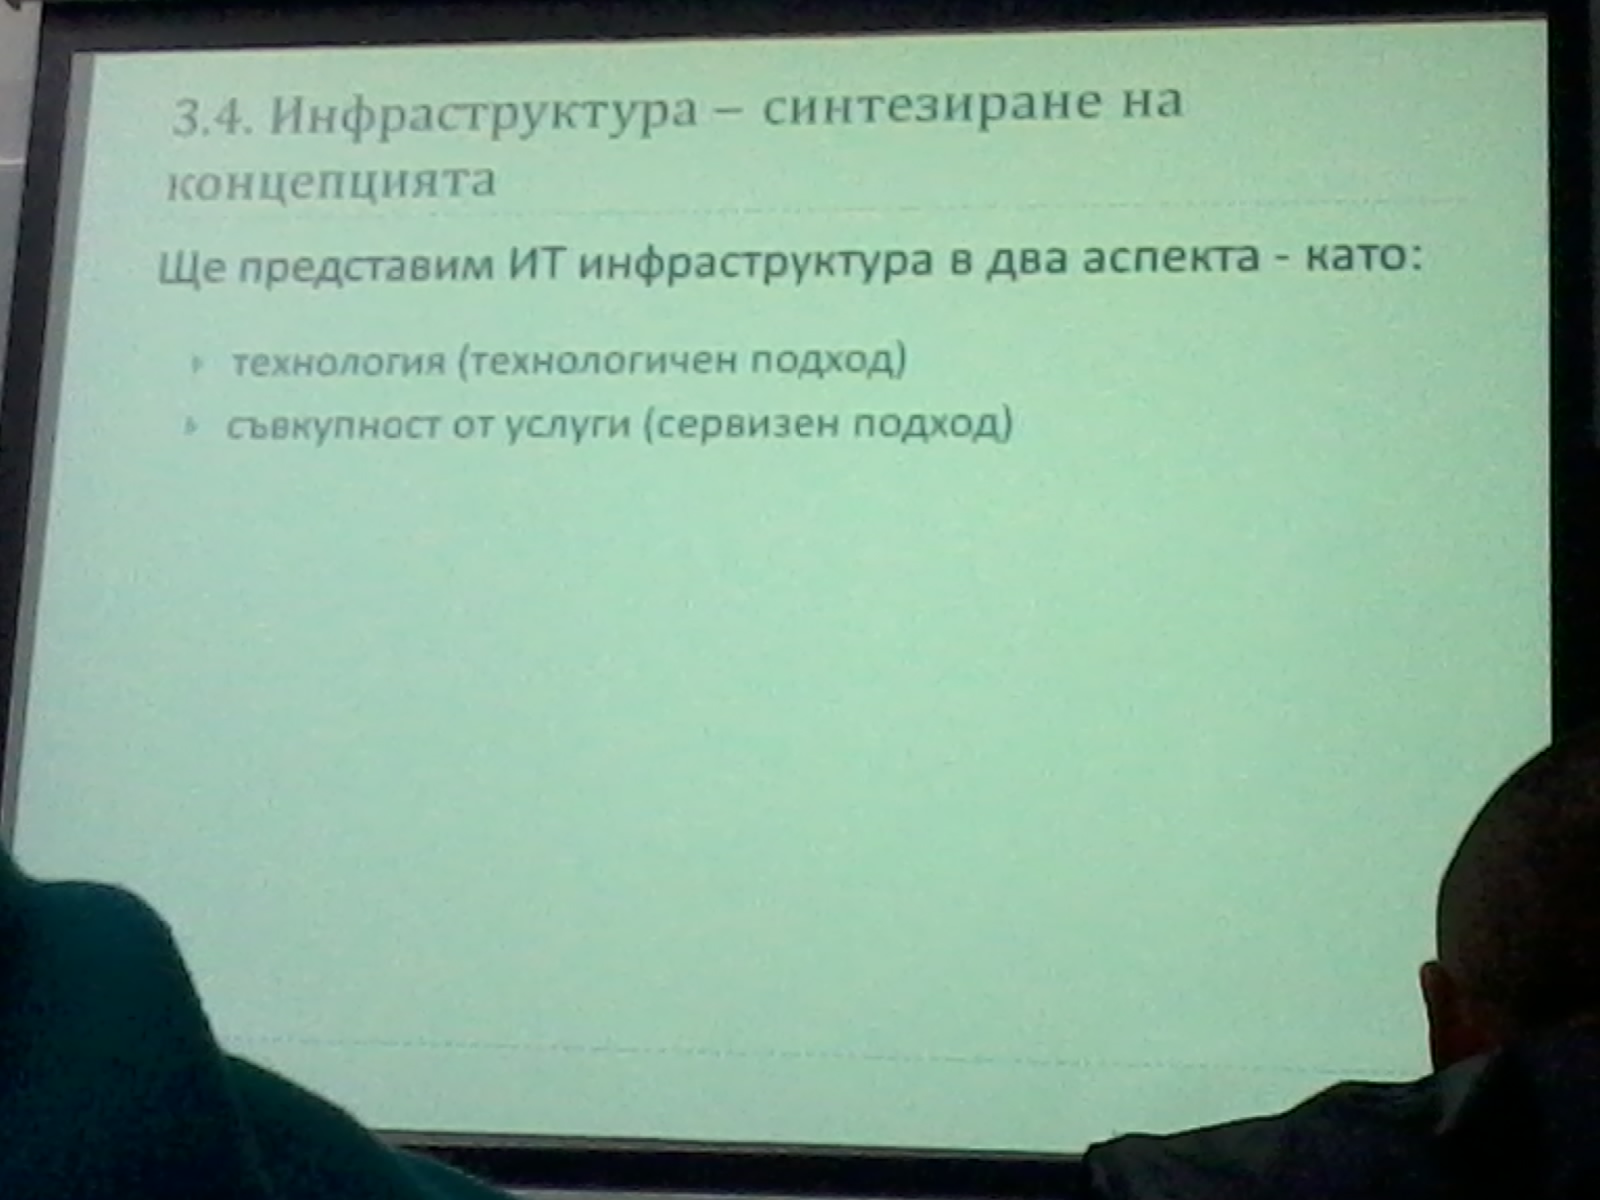 3.4. Инфраструктура – синтезиране на
концепцията
Ще представим ИТ инфраструктура в два аспекта - като:
технология (технологичен подход)
съвкупност от услуги (сервизен подход)